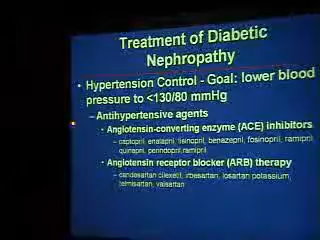 Treatment of Diabetic
Nephropathy
• Hypertension Control - Goal: lower blood
pressure to <130/80 mmHg
– Antihypertensive agents
• Angiotensin-converting enzyme (ACE) inhibitors
– captopril, enalapril, lisinopril, benazepril, fosinopril, ramipril,
quinapril, perindopril,ramipril
• Angiotensin receptor blocker (ARB) therapy
– candesartan cilexetil, irbesartan, losartan potassium,
telmisartan, valsartan